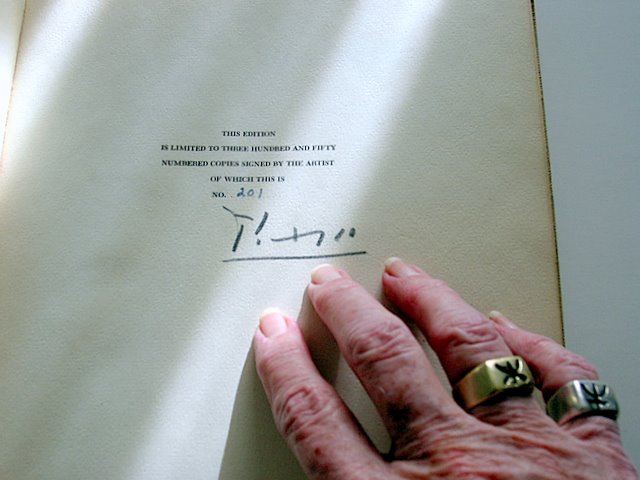 THIS EDITION
IS LIMITED TO THREE HUNDRED AND FIFTY
NUMBERED COPIES SIGNED BY THE ARTIST
OF WHICH THIS IS
NO. 201